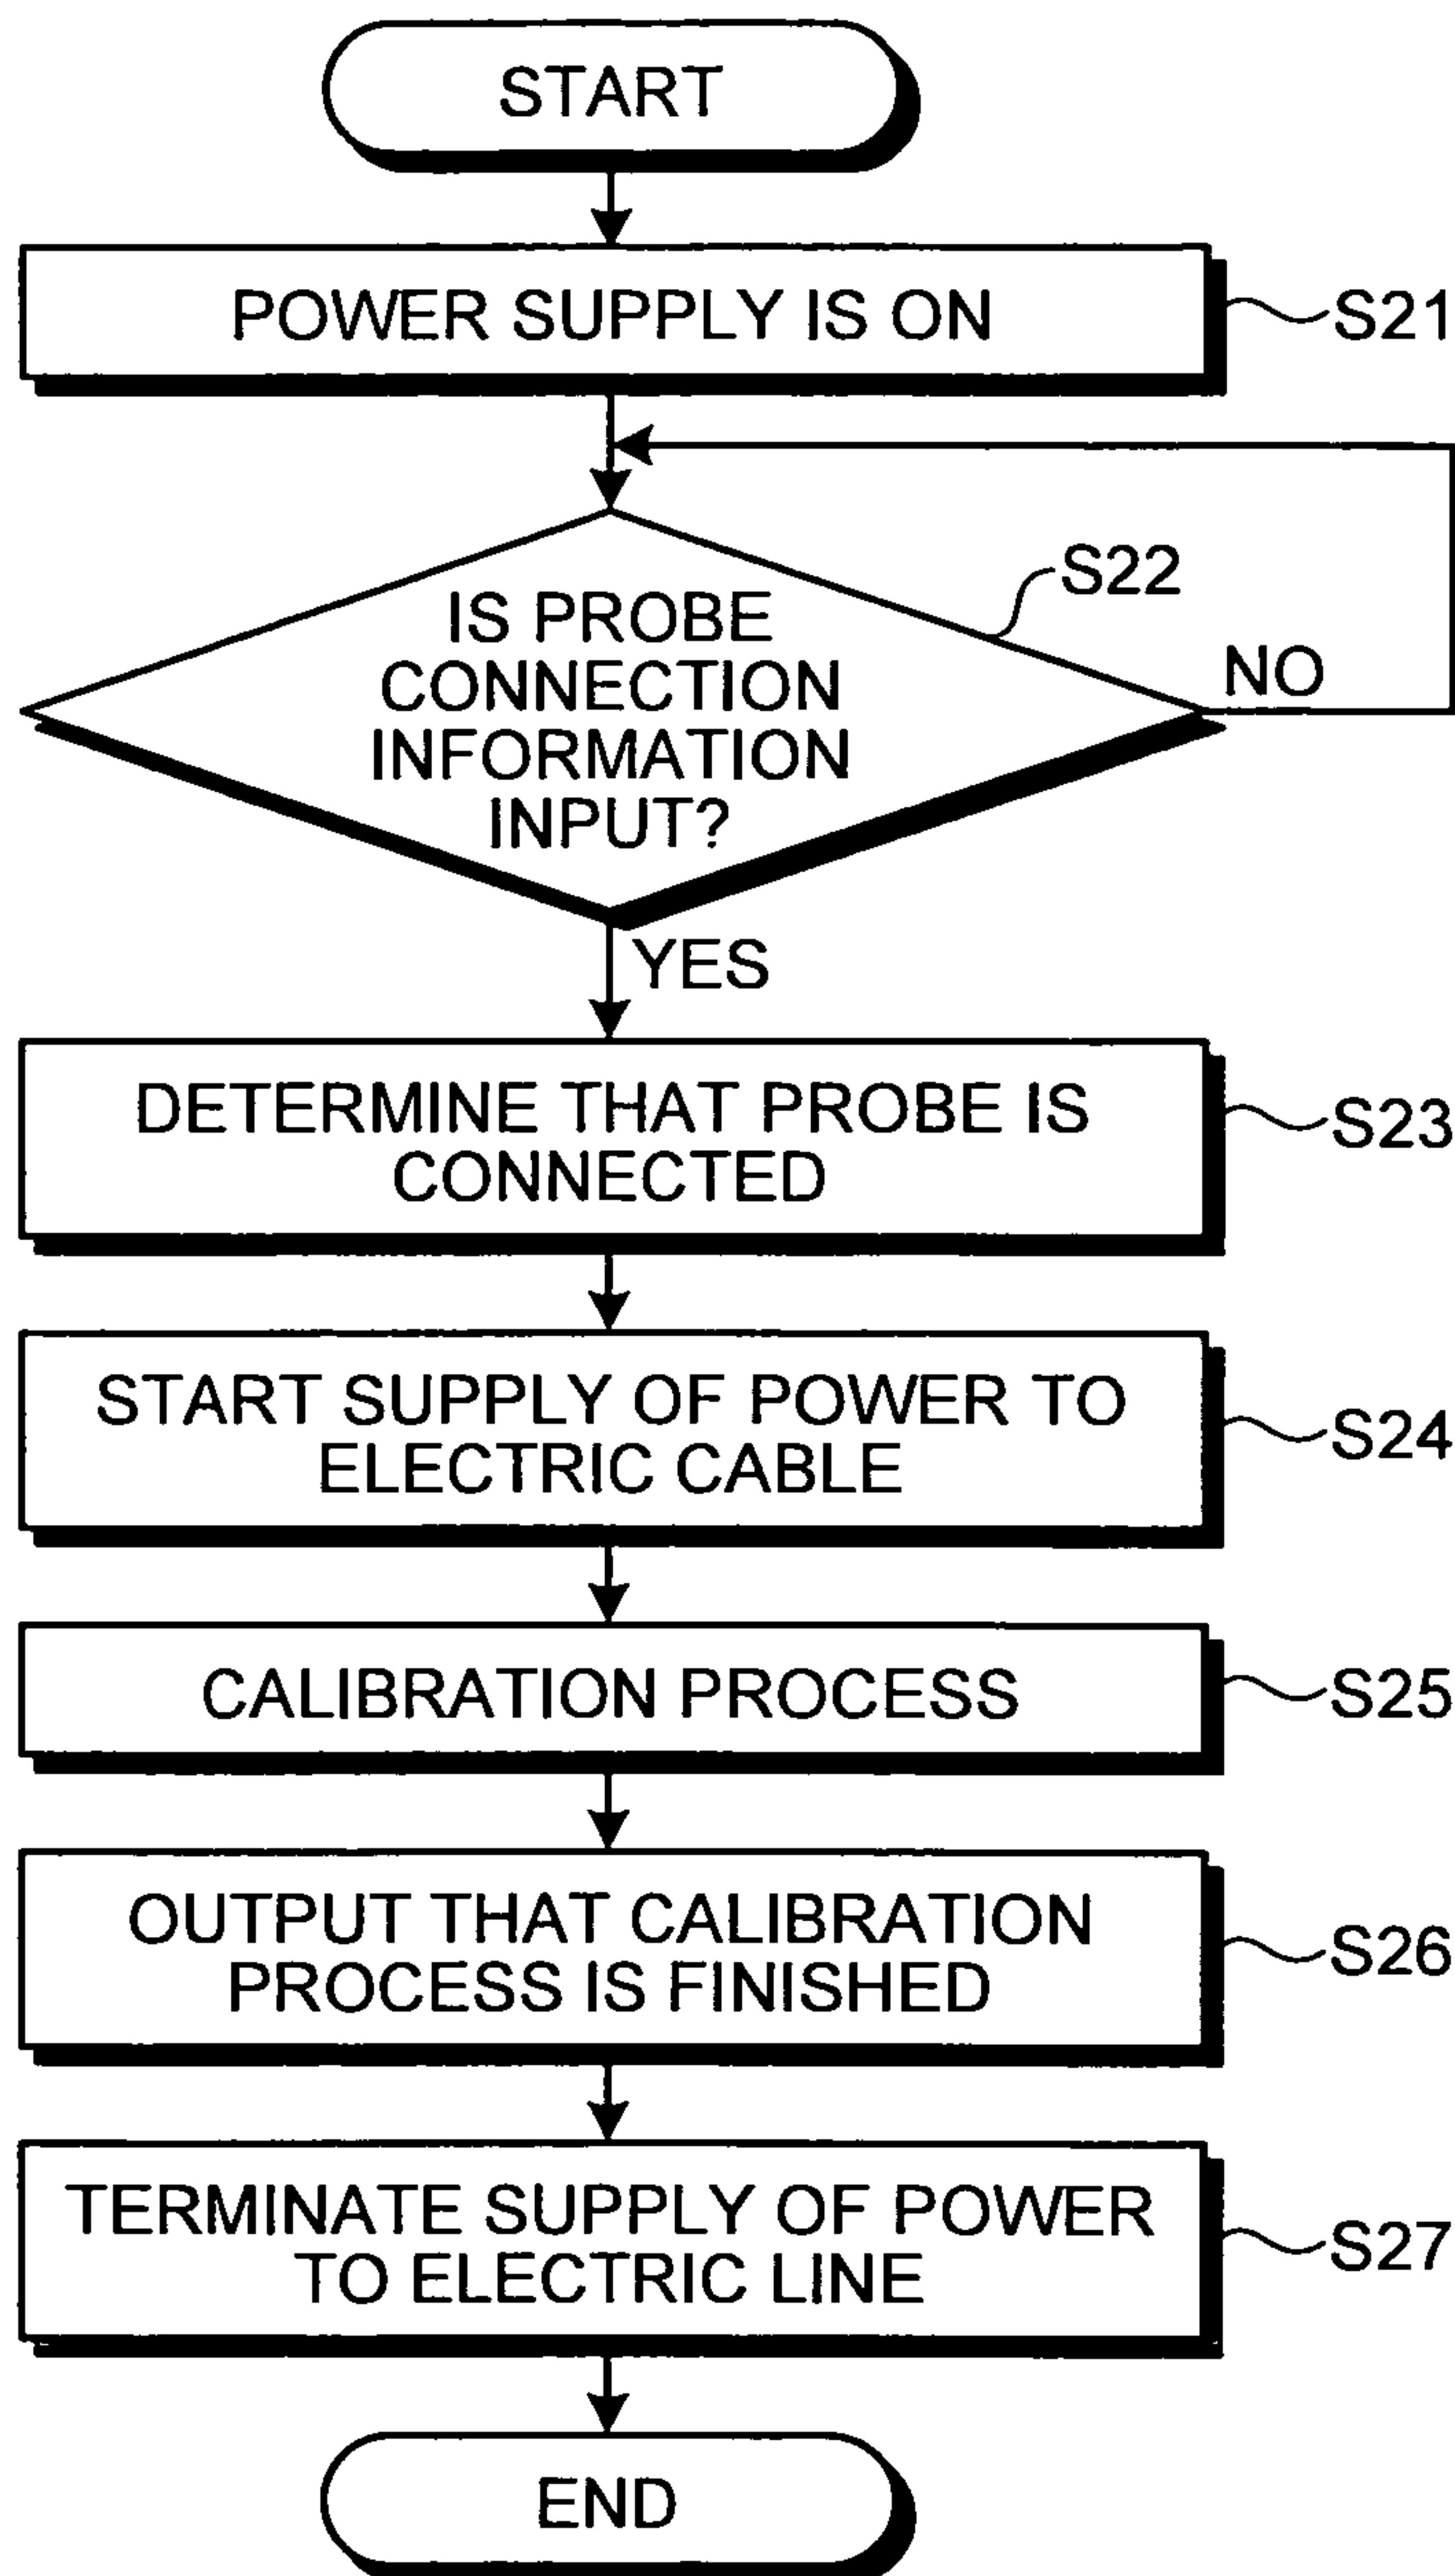 START
POWER SUPPLY IS ON
S21
S22
IS PROBE
CONNECTION
INFORMATION
INPUT?
NO
YES
DETERMINE THAT PROBE IS
CONNECTED
S23
START SUPPLY OF POWER TO
ELECTRIC CABLE
S24
CALIBRATION PROCESS
S25
OUTPUT THAT CALIBRATION
PROCESS IS FINISHED
S26
TERMINATE SUPPLY OF POWER
TO ELECTRIC LINE
S27
END